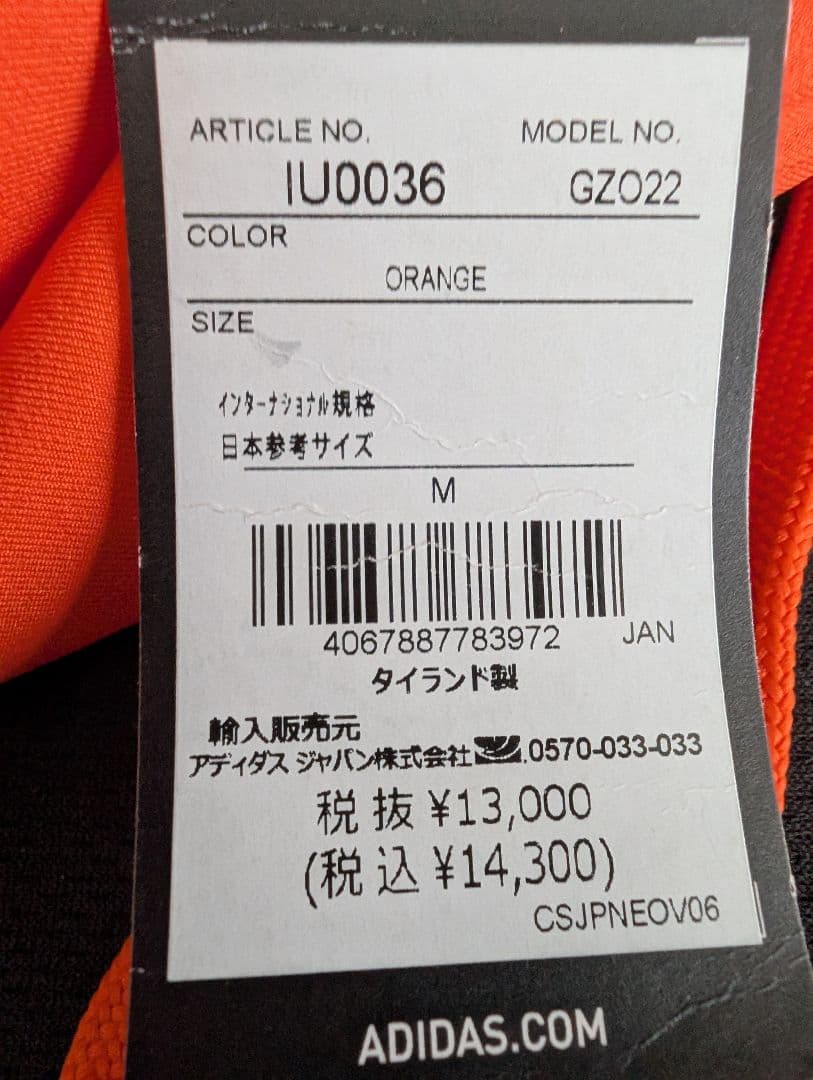 ARTICLE NO. MODEL NO.
IU0036 GZO22
COLOR
ORANGE
SIZE
インターナショナル規格
日本参考サイズ
M
4067887783972 JAN
タイランド製
輸入販売元
アディダス ジャパン株式会社 0570-033-033
税抜 ¥13,000
(税込 ¥14,300)
CSJPNEOV06
ADIDAS.COM